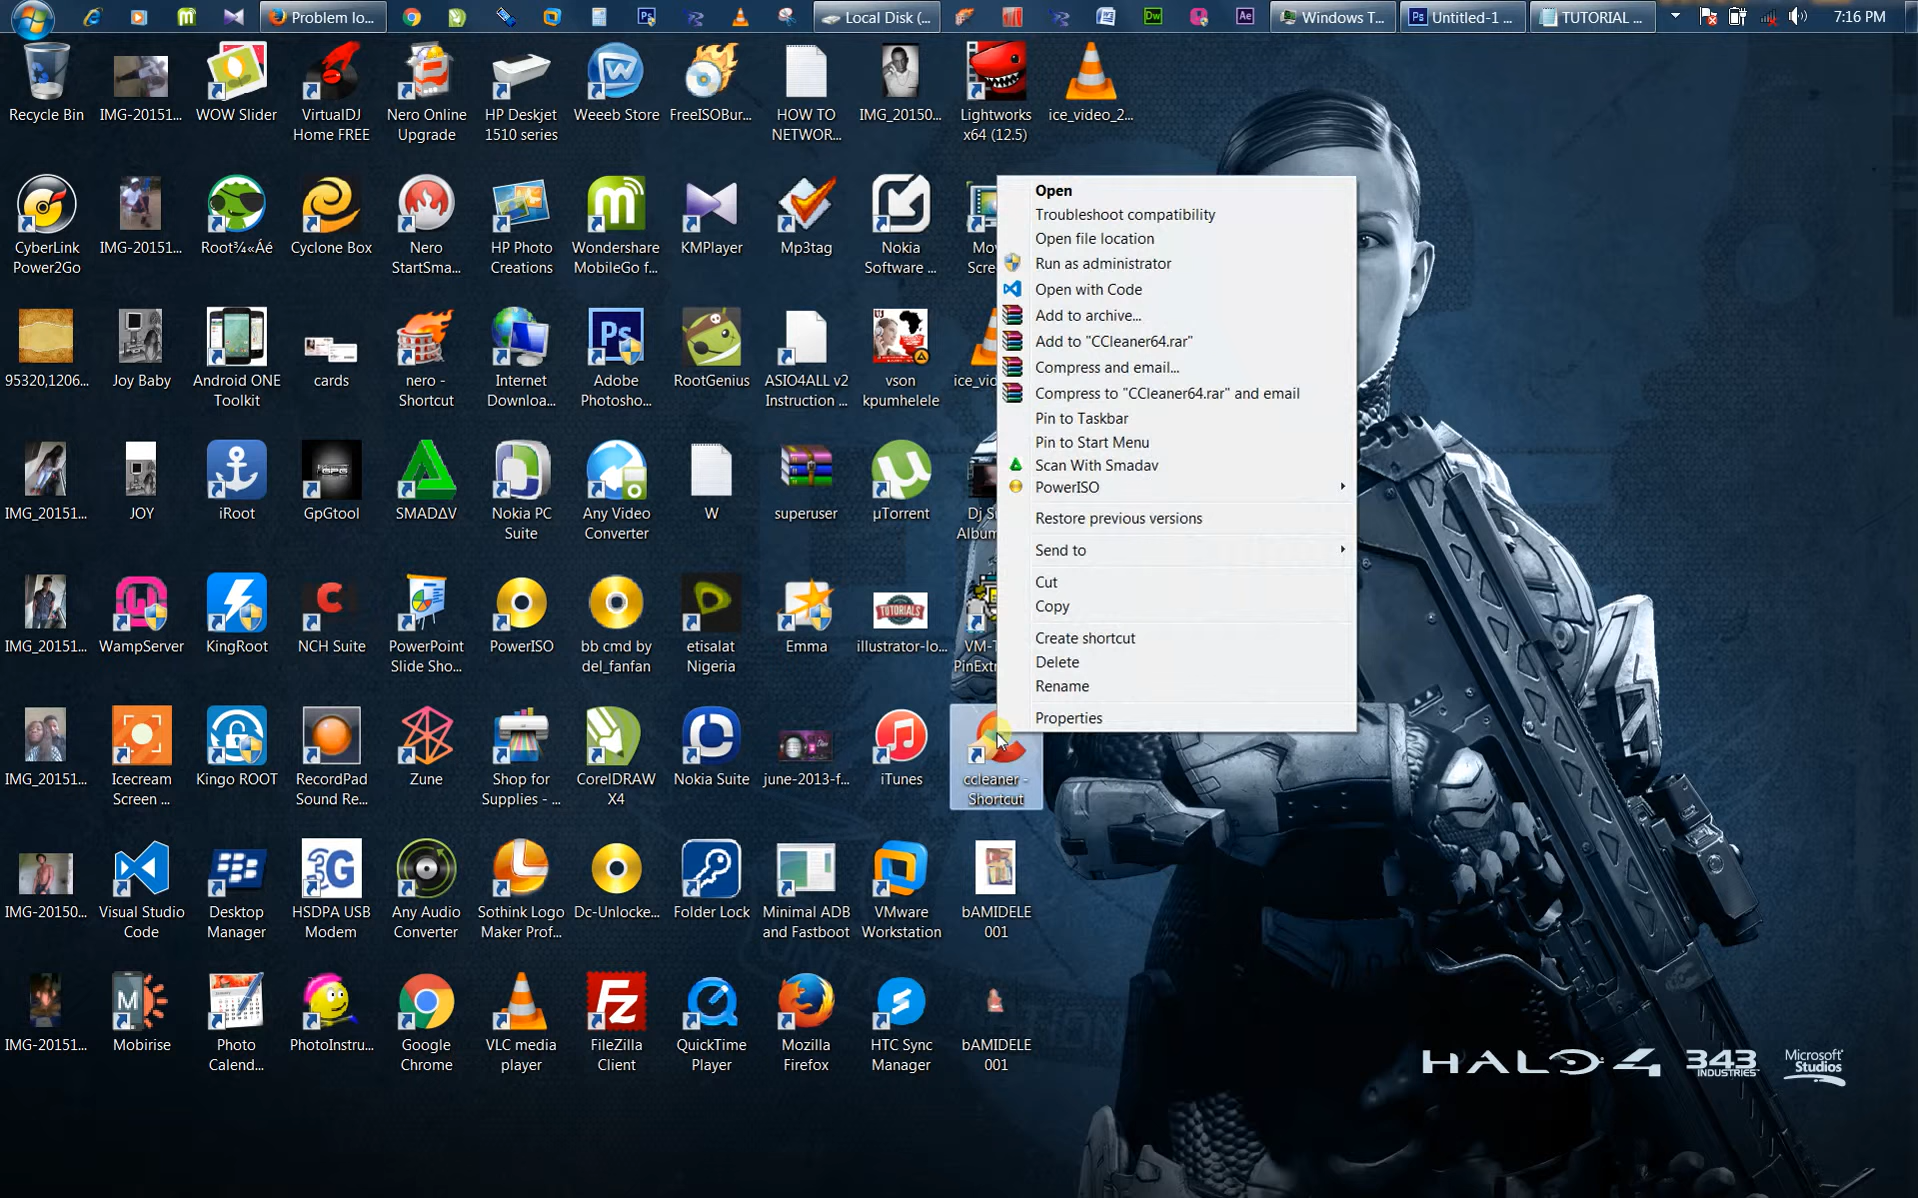 Problem lo...
Local Disk (...
Windows T...
Untitled-1 ...
TUTORIAL ...
7:16 PM
Recycle Bin
IMG-20151...
WOW Slider
VirtualDJ
Home FREE
Nero Online
Upgrade
HP Deskjet
1510 series
Weeeb Store
FreeISOBur...
HOW TO
NETWOR...
IMG_20150...
Lightworks
x64 (12.5)
ice_video_2...
CyberLink
Power2Go
IMG-20151...
Root¾«Áé
Cyclone Box
Nero
StartSma...
HP Photo
Creations
Wondershare
MobileGo f...
KMPlayer
Mp3tag
Nokia
Software ...
Mov
Scre
95320,1206...
Joy Baby
Android ONE
Toolkit
cards
nero -
Shortcut
Internet
Downloa...
Adobe
Photosho...
RootGenius
ASIO4ALL v2
Instruction ...
vson
kpumhelele
ice_vid
IMG_20151...
JOY
iRoot
GpGtool
SMADΔV
Nokia PC
Suite
Any Video
Converter
W
superuser
µTorrent
Dj S
Album
IMG_20151...
WampServer
KingRoot
NCH Suite
PowerPoint
Slide Sho...
PowerISO
bb cmd by
del_fanfan
etisalat
Nigeria
Emma
TUTORIALS
illustrator-lo...
VM-T
PinExt
IMG_20151...
Icecream
Screen ...
Kingo ROOT
RecordPad
Sound Re...
Zune
Shop for
Supplies - ...
CorelDRAW
X4
Nokia Suite
june-2013-f...
iTunes
ccleaner -
Shortcut
IMG-20150...
Visual Studio
Code
Desktop
Manager
HSDPA USB
Modem
Any Audio
Converter
Sothink Logo
Maker Prof...
Dc-Unlocke...
Folder Lock
Minimal ADB
and Fastboot
VMware
Workstation
bAMIDELE
001
IMG-20151...
Mobirise
Photo
Calend...
PhotoInstru...
Google
Chrome
VLC media
player
FileZilla
Client
QuickTime
Player
Mozilla
Firefox
HTC Sync
Manager
bAMIDELE
001
Open
Troubleshoot compatibility
Open file location
Run as administrator
Open with Code
Add to archive...
Add to "CCleaner64.rar"
Compress and email...
Compress to "CCleaner64.rar" and email
Pin to Taskbar
Pin to Start Menu
Scan With Smadav
PowerISO
Restore previous versions
Send to
Cut
Copy
Create shortcut
Delete
Rename
Properties
HALO 4
343
INDUSTRIES
Microsoft
Studios